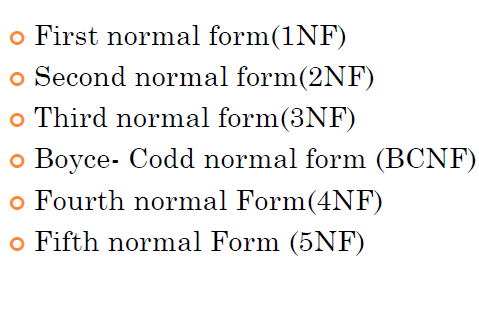 First normal form(1NF)
Second normal form(2NF)
Third normal form(3NF)
Boyce- Codd normal form (BCNF)
Fourth normal Form(4NF)
Fifth normal Form (5NF)